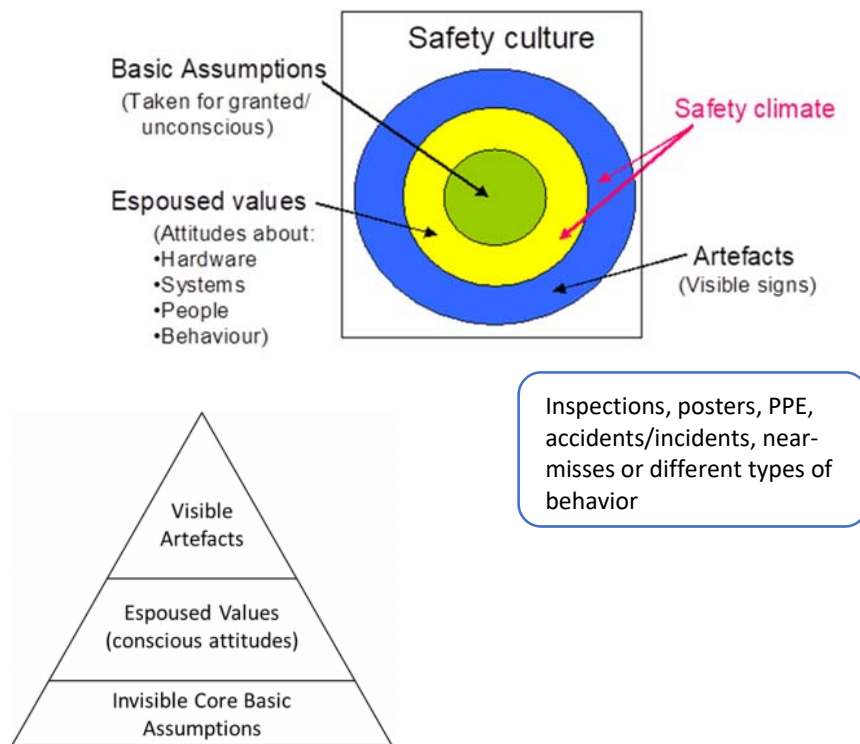 Safety culture
Basic Assumptions
(Taken for granted/
unconscious)
Safety climate
Espoused values
(Attitudes about:
•Hardware
•Systems
•People
•Behaviour)
Artefacts
(Visible signs)
Inspections, posters, PPE,
accidents/incidents, near-
misses or different types of
behavior
Visible
Artefacts
Espoused Values
(conscious attitudes)
Invisible Core Basic
Assumptions